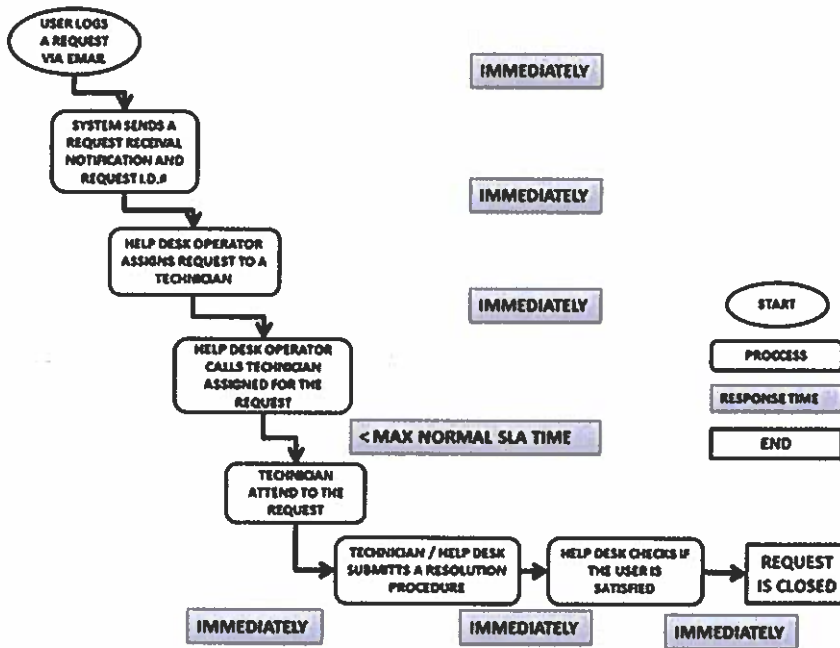 USER LOGS
A REQUEST
VIA EMAIL
IMMEDIATELY
SYSTEM SENDS A
REQUEST RECEIVAL
NOTIFICATION AND
REQUEST I.D.#
IMMEDIATELY
HELP DESK OPERATOR
ASSIGNS REQUEST TO A
TECHNICIAN
IMMEDIATELY
START
HELP DESK OPERATOR
CALLS TECHNICIAN
ASSIGNED FOR THE
REQUEST
PROCCESS
RESPONSE TIME
< MAX NORMAL SLA TIME
END
TECHNICIAN
ATTEND TO THE
REQUEST
TECHNICIAN / HELP DESK
SUBMITTS A RESOLUTION
PROCEDURE
HELP DESK CHECKS IF
THE USER IS
SATISFIED
REQUEST
IS CLOSED
IMMEDIATELY
IMMEDIATELY
IMMEDIATELY